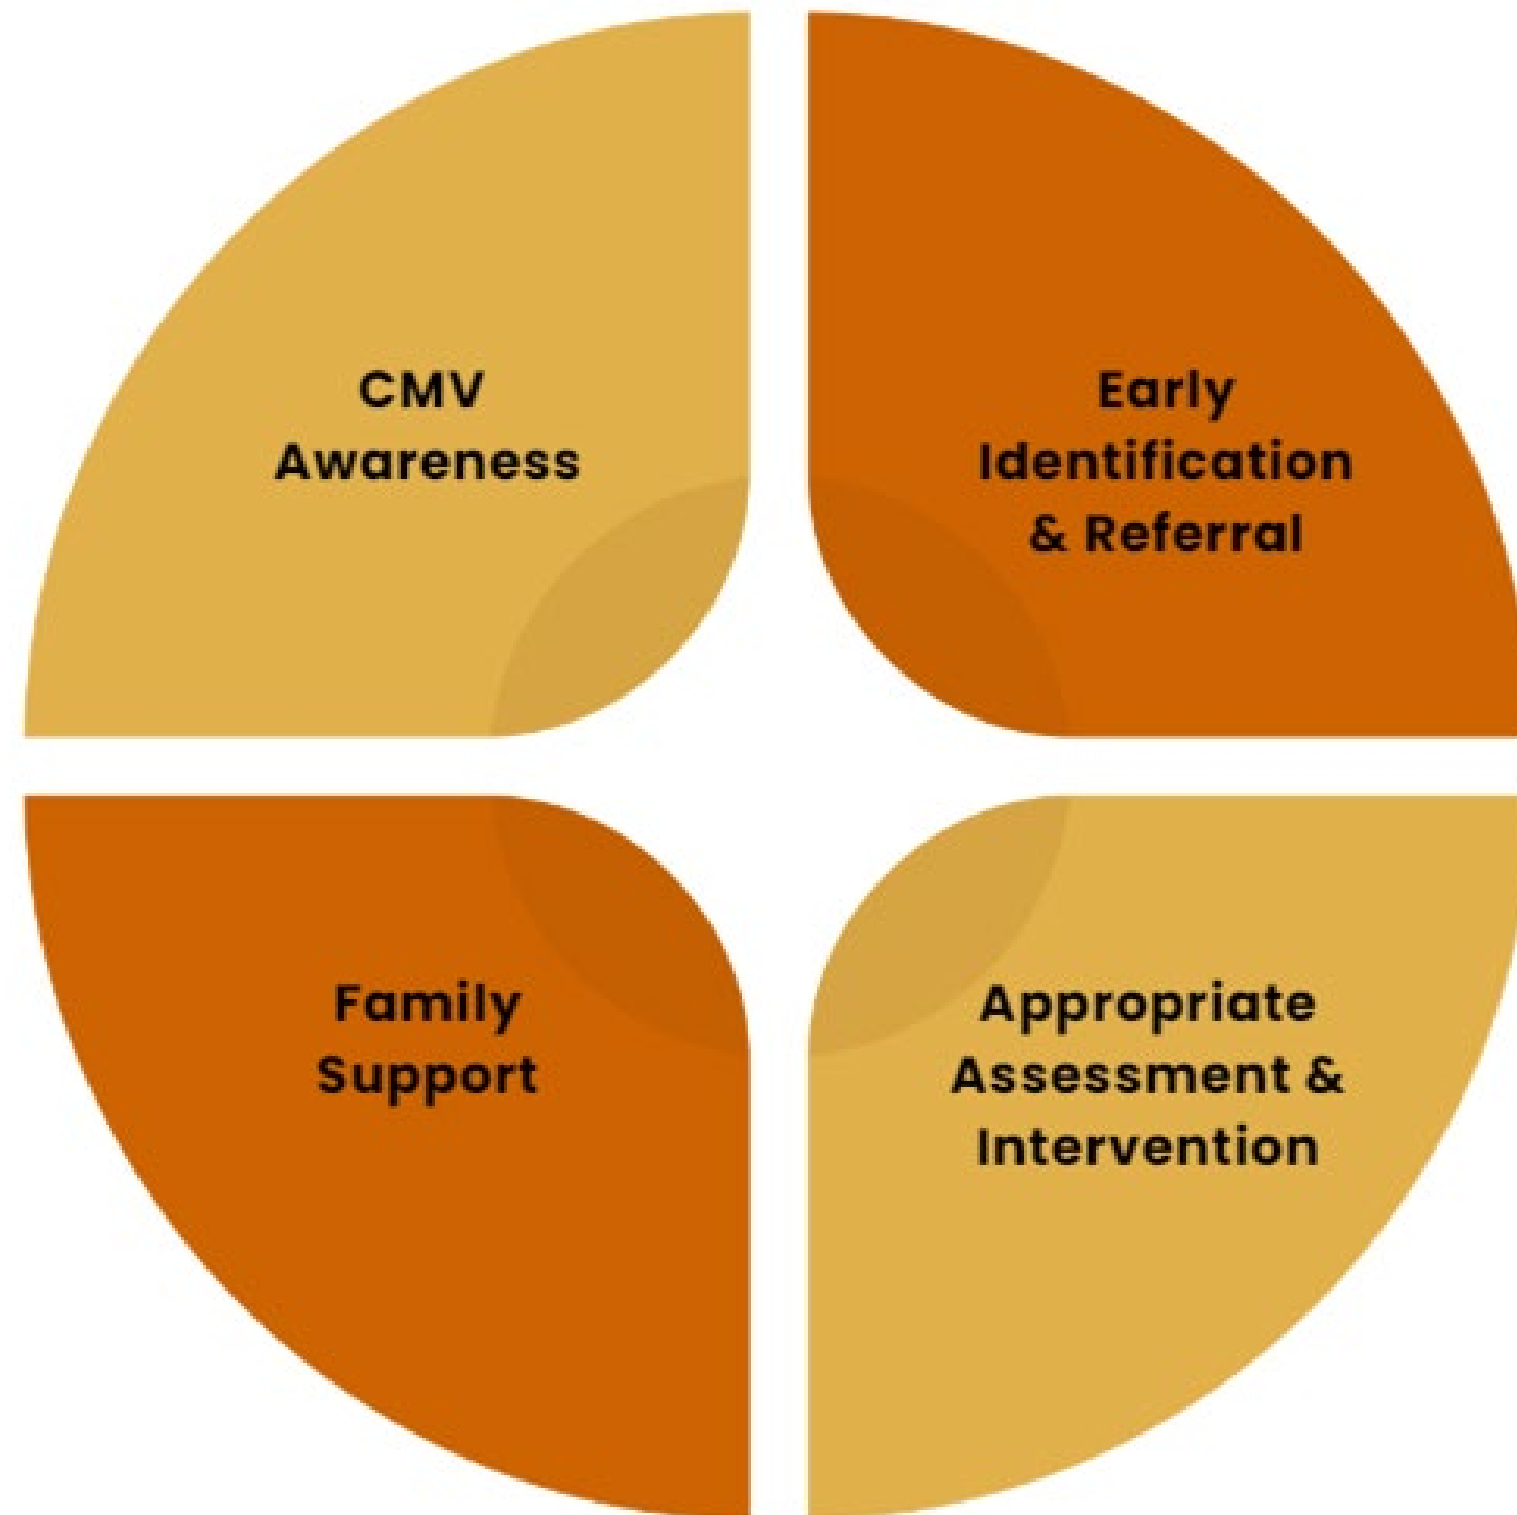 CMV
Awareness
Early
Identification
& Referral
Family
Support
Appropriate
Assessment &
Intervention